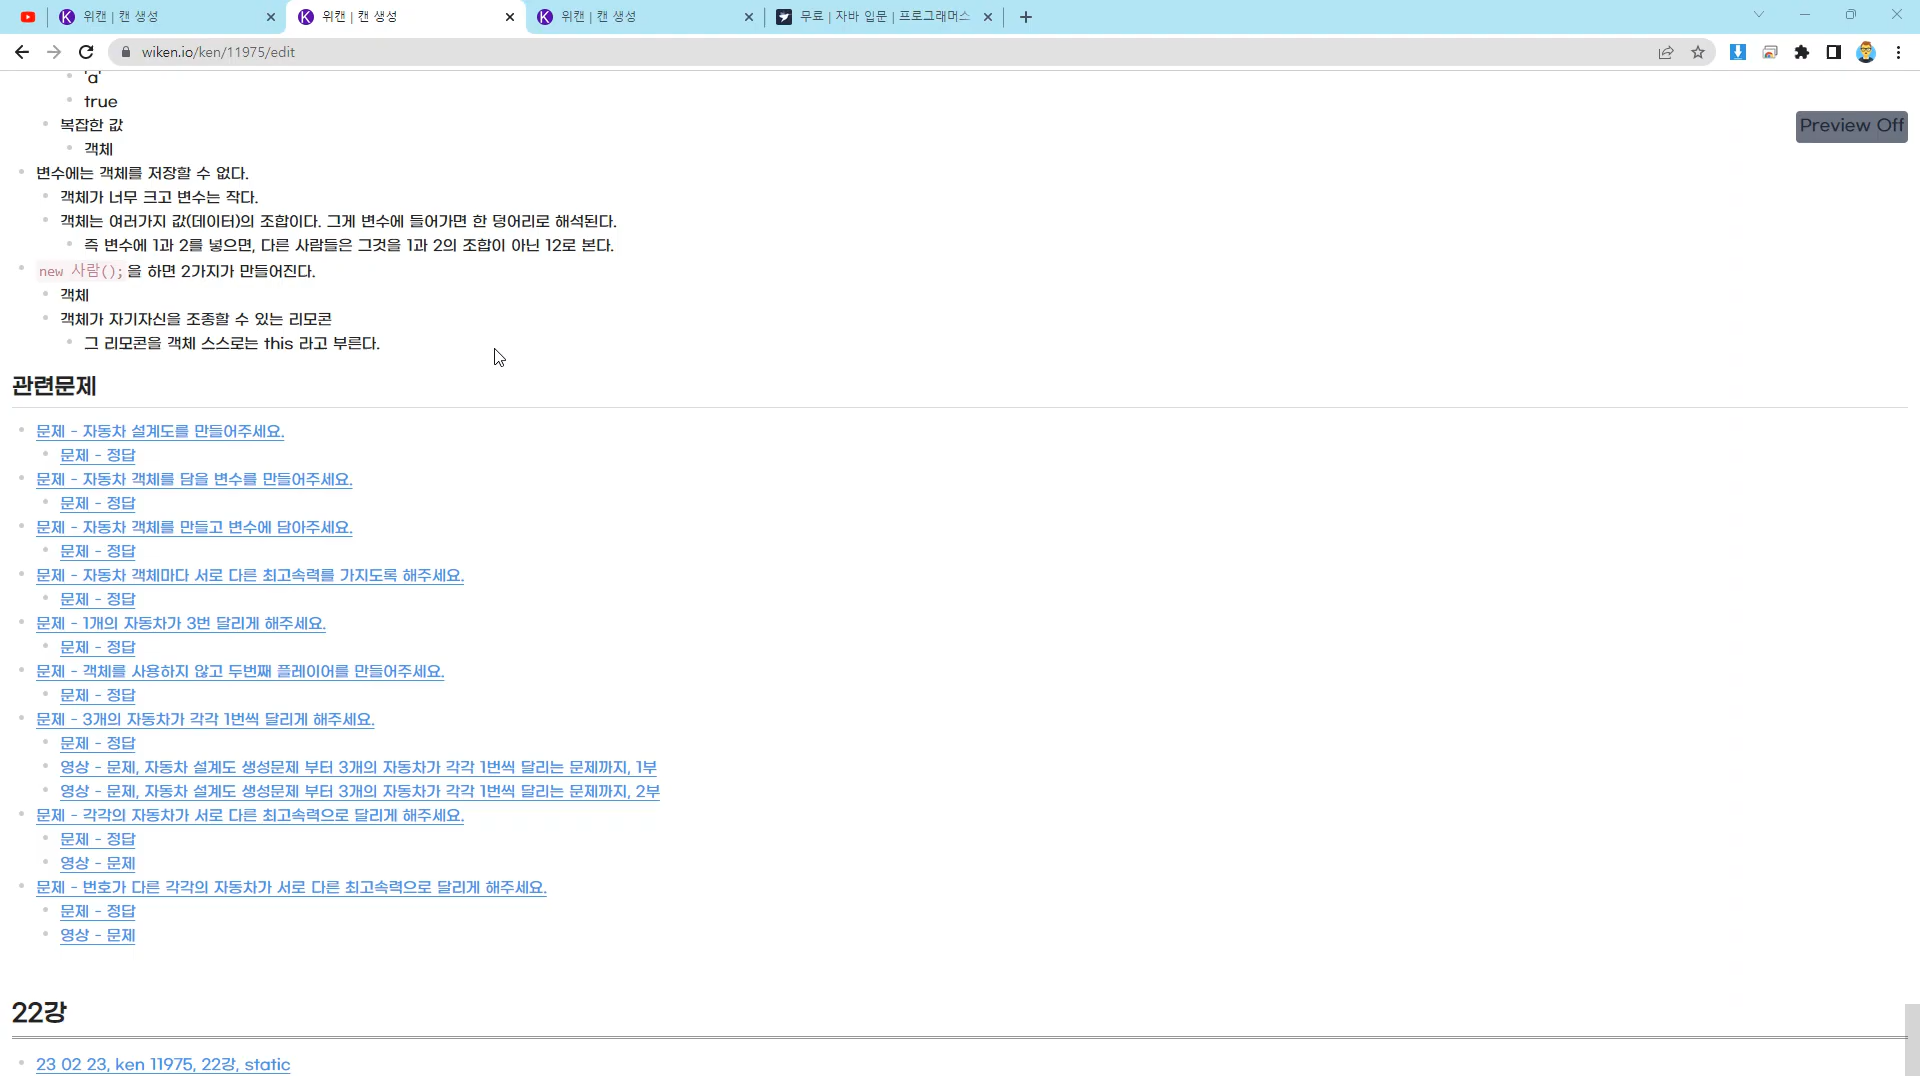 위캔 | 캔 생성
위캔 | 캔 생성
위캔 | 캔 생성
무료 | 자바 입문 | 프로그래머스
wiken.io/ken/11975/edit
'a'
true
복잡한 값
객체
Preview Off
변수에는 객체를 저장할 수 없다.
객체가 너무 크고 변수는 작다.
객체는 여러가지 값(데이터)의 조합이다. 그게 변수에 들어가면 한 덩어리로 해석된다.
즉 변수에 1과 2를 넣으면, 다른 사람들은 그것을 1과 2의 조합이 아닌 12로 본다.
new 사람();을 하면 2가지가 만들어진다.
객체
객체가 자기자신을 조종할 수 있는 리모콘
그 리모콘을 객체 스스로는 this 라고 부른다.
관련문제
문제 - 자동차 설계도를 만들어주세요.
문제 - 정답
문제 - 자동차 객체를 담을 변수를 만들어주세요.
문제 - 정답
문제 - 자동차 객체를 만들고 변수에 담아주세요.
문제 - 정답
문제 - 자동차 객체마다 서로 다른 최고속력를 가지도록 해주세요.
문제 - 정답
문제 - 1개의 자동차가 3번 달리게 해주세요.
문제 - 정답
문제 - 객체를 사용하지 않고 두번째 플레이어를 만들어주세요.
문제 - 정답
문제 - 3개의 자동차가 각각 1번씩 달리게 해주세요.
문제 - 정답
영상 - 문제, 자동차 설계도 생성문제 부터 3개의 자동차가 각각 1번씩 달리는 문제까지, 1부
영상 - 문제, 자동차 설계도 생성문제 부터 3개의 자동차가 각각 1번씩 달리는 문제까지, 2부
문제 - 각각의 자동차가 서로 다른 최고속력으로 달리게 해주세요.
문제 - 정답
영상 - 문제
문제 - 번호가 다른 각각의 자동차가 서로 다른 최고속력으로 달리게 해주세요.
문제 - 정답
영상 - 문제
22강
23 02 23, ken 11975, 22강, static